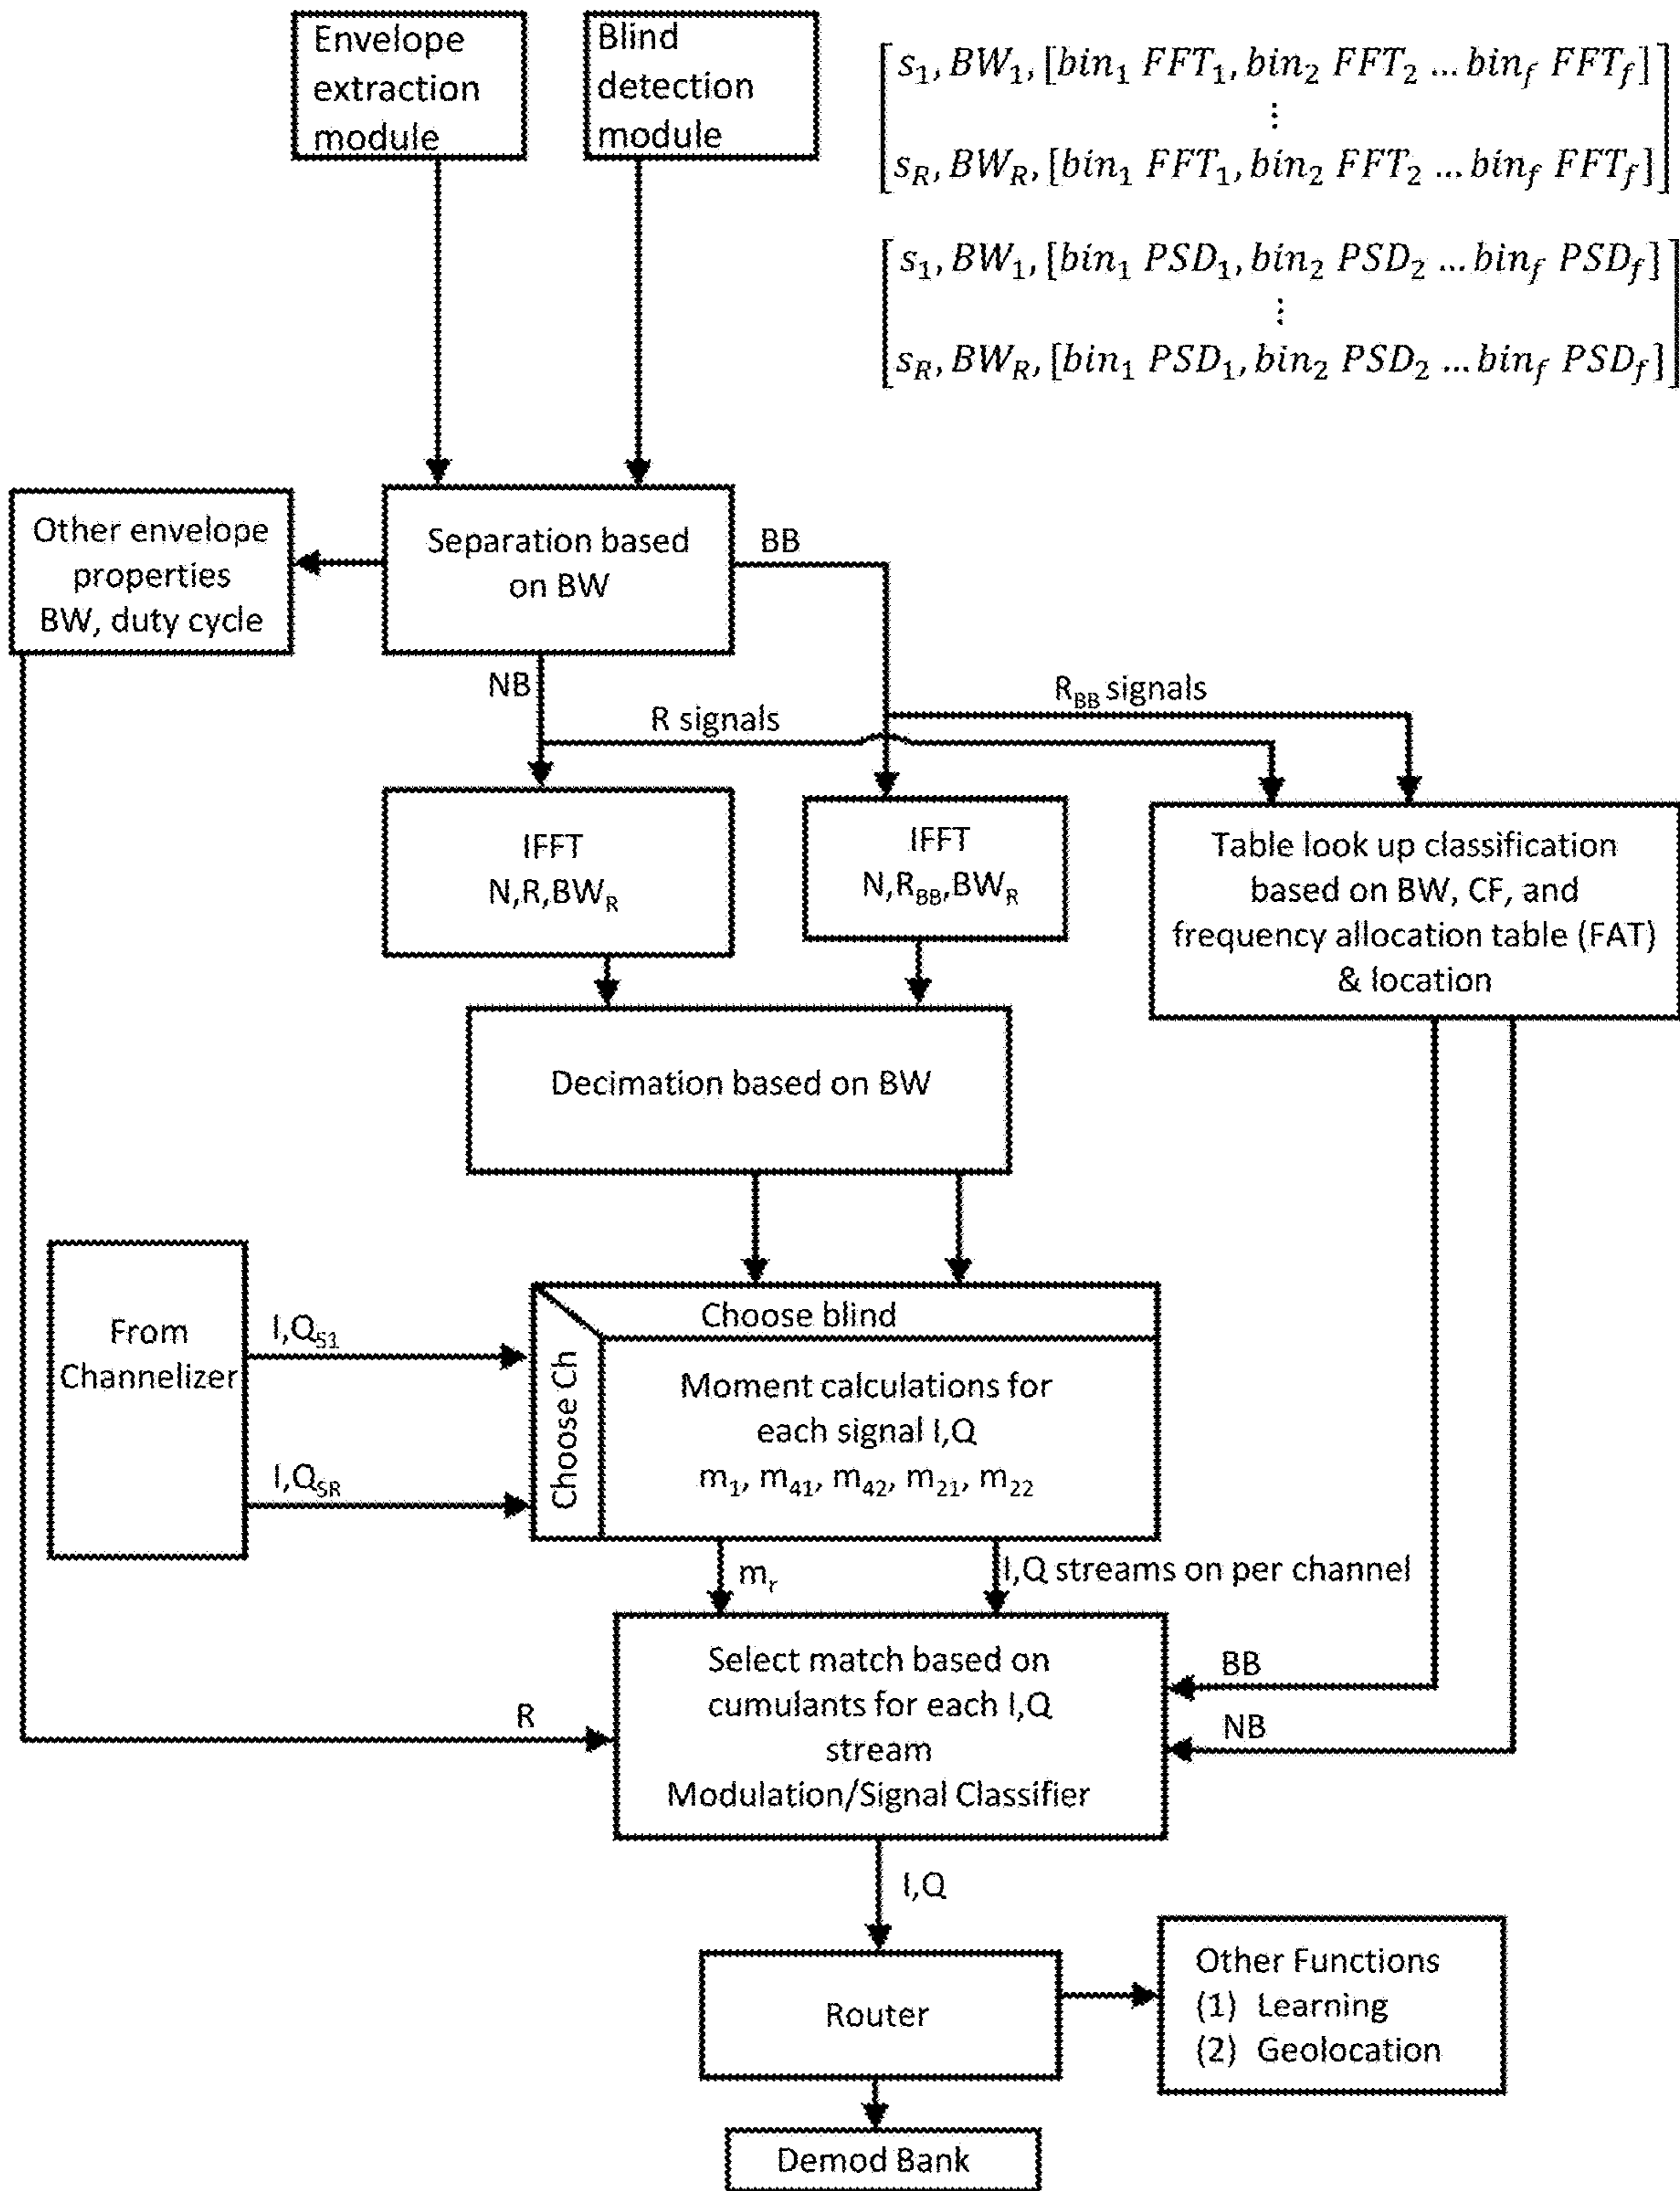 Envelope
extraction
module
Blind
detection
module
[s₁, BW₁, [bin₁ FFT₁, bin₂ FFT₂ ... bin_f FFT_f]
⋮
s_R, BW_R, [bin₁ FFT₁, bin₂ FFT₂ ... bin_f FFT_f]]
[s₁, BW₁, [bin₁ PSD₁, bin₂ PSD₂ ... bin_f PSD_f]
⋮
s_R, BW_R, [bin₁ PSD₁, bin₂ PSD₂ ... bin_f PSD_f]]
Other envelope
properties
BW, duty cycle
Separation based
on BW
BB
NB
R signals
R_BB signals
IFFT
N,R,BW_R
IFFT
N,R_BB,BW_R
Table look up classification
based on BW, CF, and
frequency allocation table (FAT)
& location
Decimation based on BW
From
Channelizer
I,Q_S1
I,Q_SR
Choose blind
Choose Ch
Moment calculations for
each signal I,Q
m₁, m₄₁, m₄₂, m₂₁, m₂₂
m_r
I,Q streams on per channel
R
Select match based on
cumulants for each I,Q
stream
Modulation/Signal Classifier
BB
NB
I,Q
Router
Other Functions
(1) Learning
(2) Geolocation
Demod Bank